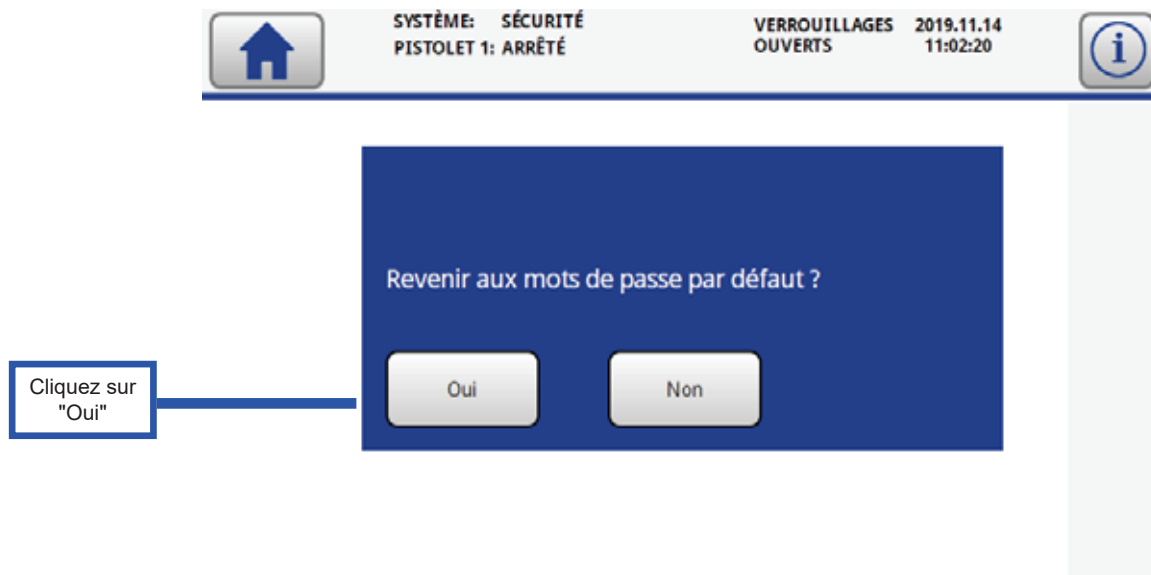 SYSTÈME: SÉCURITÉ
PISTOLET 1: ARRÊTÉ
VERROUILLAGES
OUVERTS
2019.11.14
11:02:20
i
Revenir aux mots de passe par défaut ?
Oui
Non
Cliquez sur
"Oui"